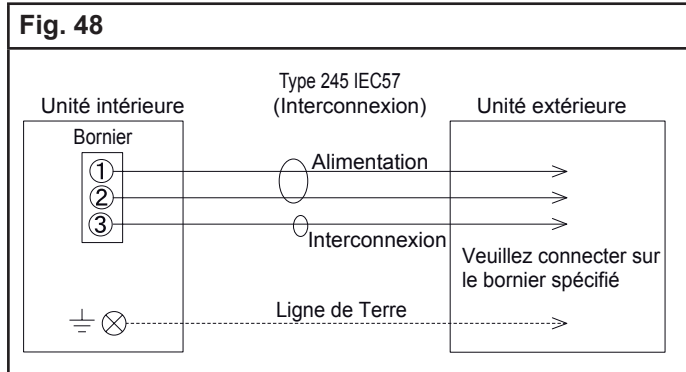 Fig. 48
Type 245 IEC57
(Interconnexion)
Unité intérieure
Unité extérieure
Bornier
Alimentation
1
2
3
Interconnexion
Veuillez connecter sur
le bornier spécifié
Ligne de Terre